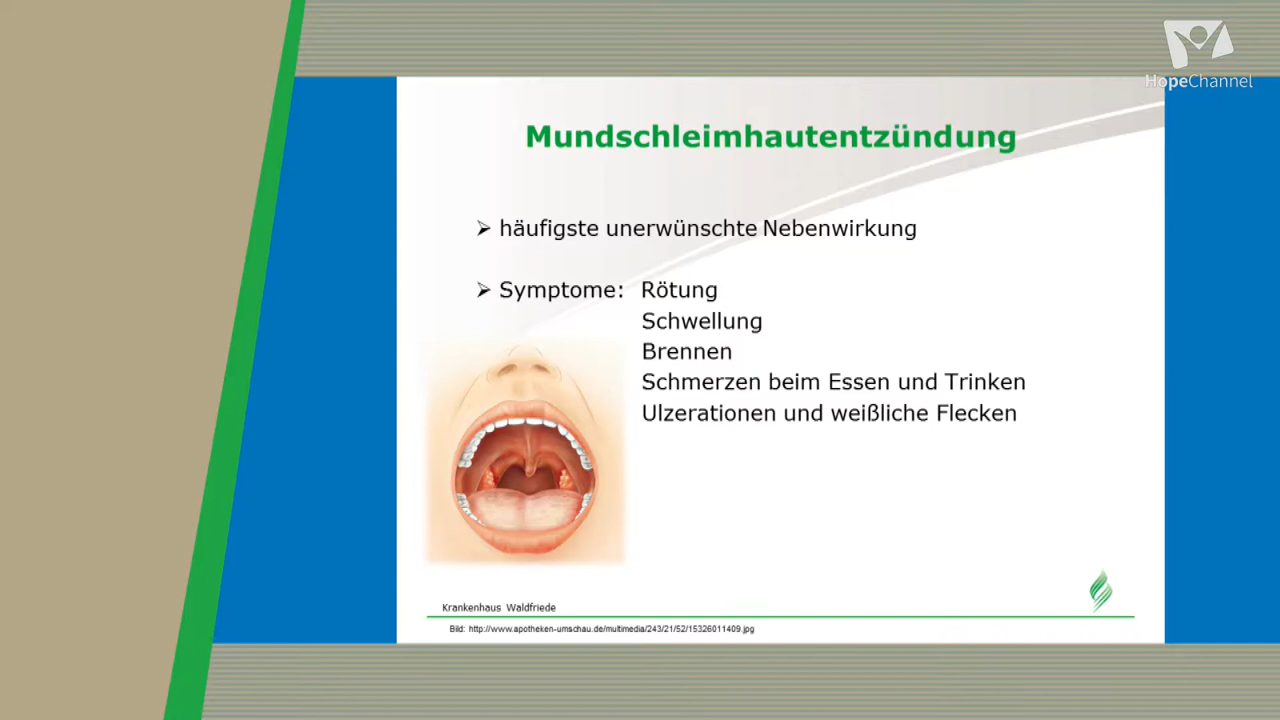 HopeChannel
Mundschleimhautentzündung
➢ häufigste unerwünschte Nebenwirkung
➢ Symptome: Rötung
Schwellung
Brennen
Schmerzen beim Essen und Trinken
Ulzerationen und weißliche Flecken
Krankenhaus Waldfriede
Bild: http://www.apotheken-umschau.de/multimedia/243/21/52/15326011409.jpg